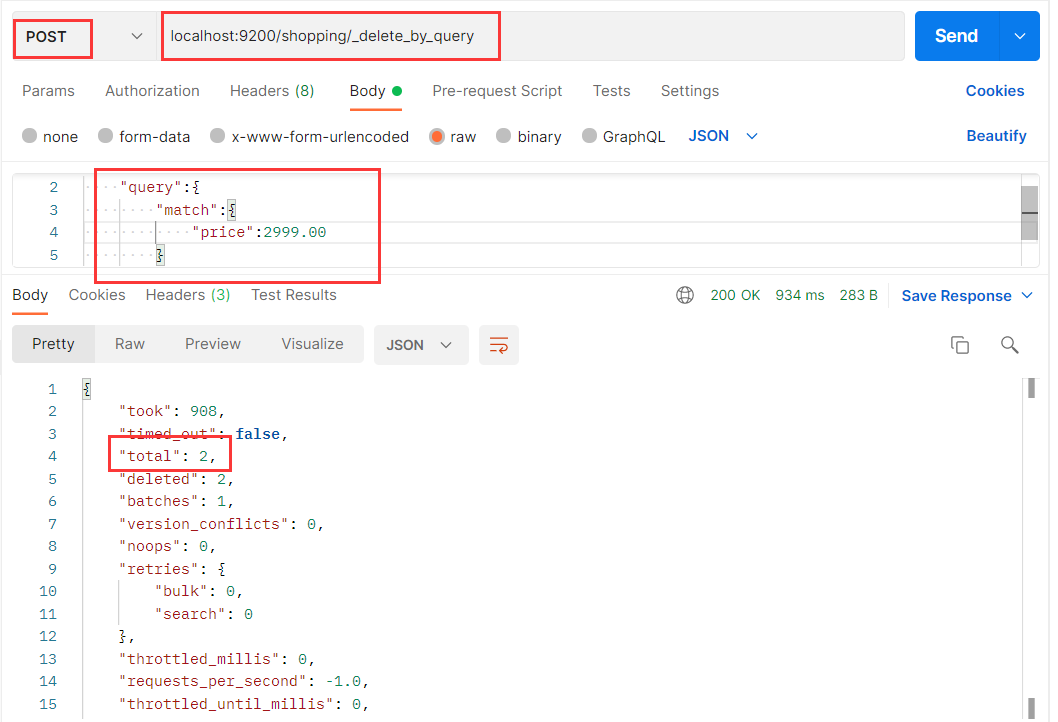 POST localhost:9200/shopping/_delete_by_query Send
Params Authorization Headers (8) Body Pre-request Script Tests Settings Cookies
none form-data x-www-form-urlencoded raw binary GraphQL JSON Beautify
2 "query":{
3 "match":{
4 "price":2999.00
5 }
Body Cookies Headers (3) Test Results 200 OK 934 ms 283 B Save Response
Pretty Raw Preview Visualize JSON
1 {
2 "took": 908,
3 "timed_out": false,
4 "total": 2,
5 "deleted": 2,
6 "batches": 1,
7 "version_conflicts": 0,
8 "noops": 0,
9 "retries": {
10 "bulk": 0,
11 "search": 0
12 },
13 "throttled_millis": 0,
14 "requests_per_second": -1.0,
15 "throttled_until_millis": 0,